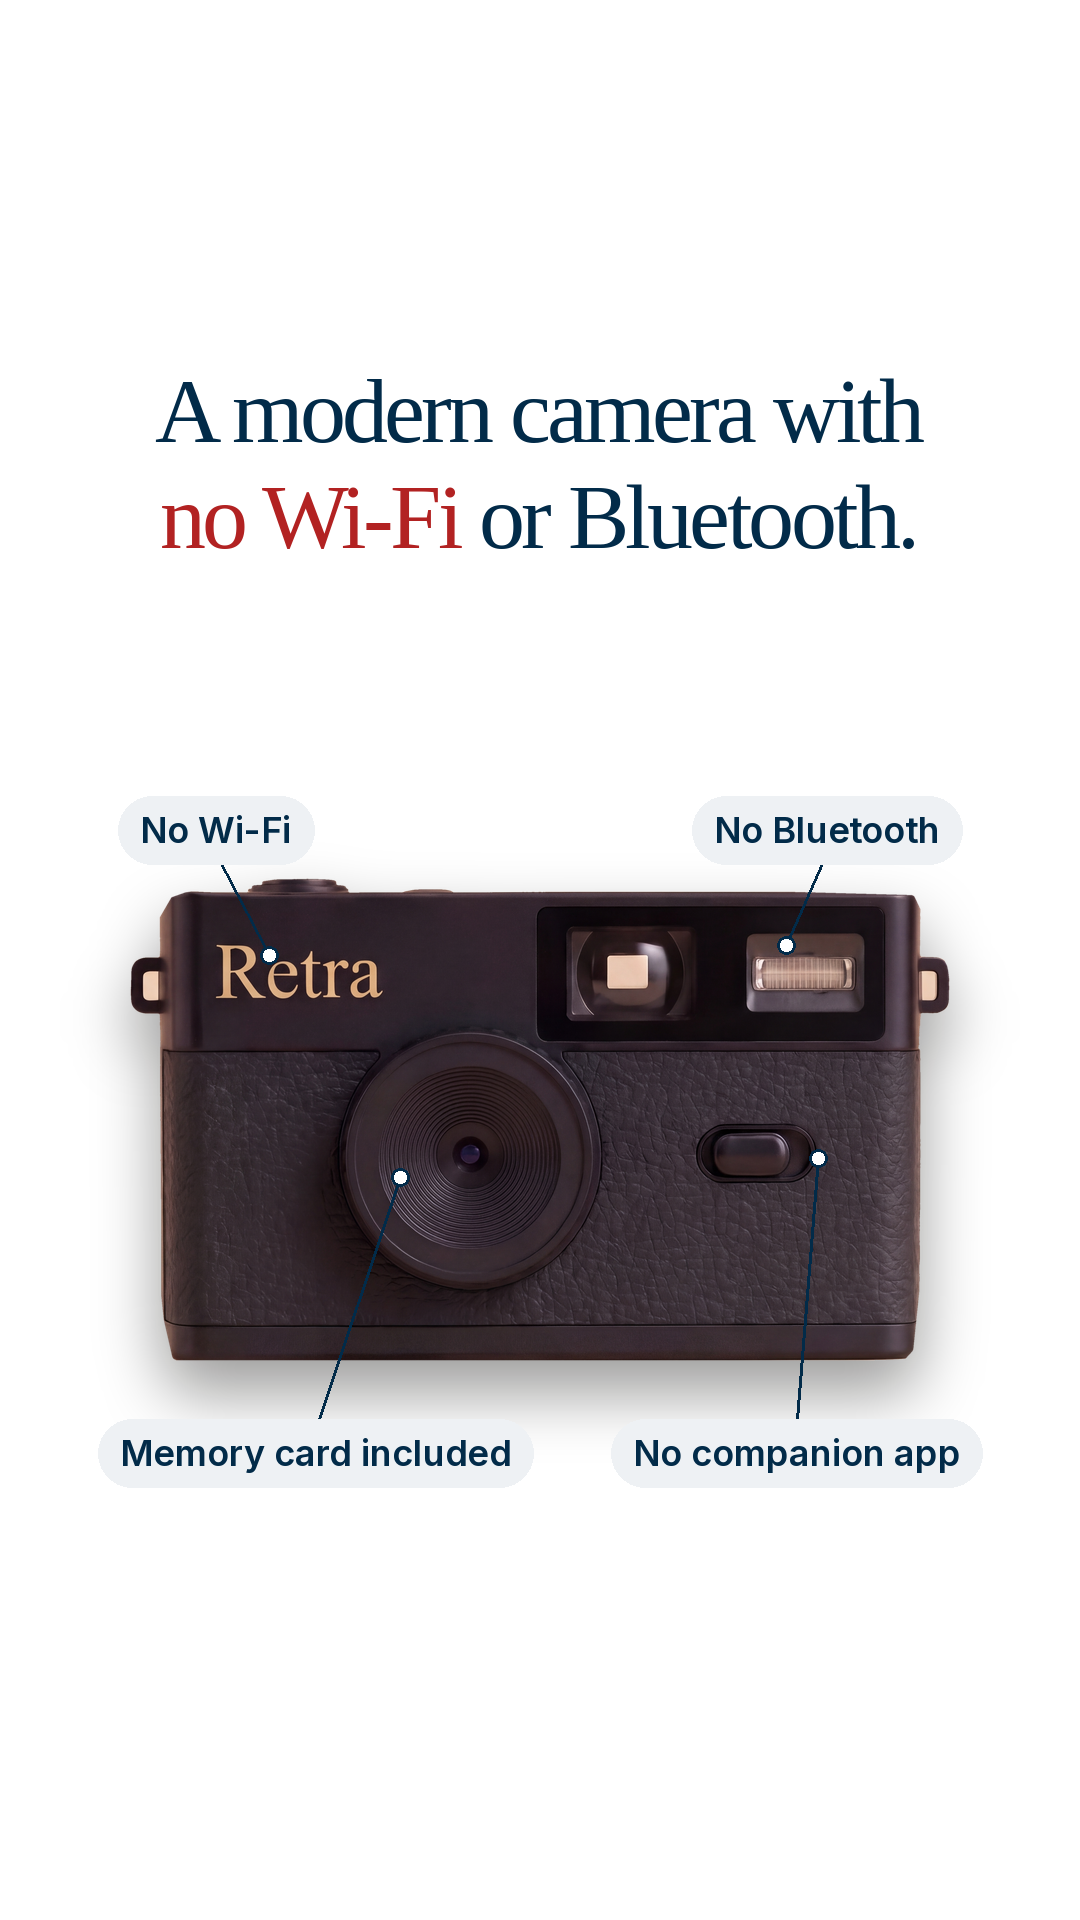 A modern camera with
no Wi-Fi or Bluetooth.
No Wi-Fi
No Bluetooth
Retra
Memory card included
No companion app